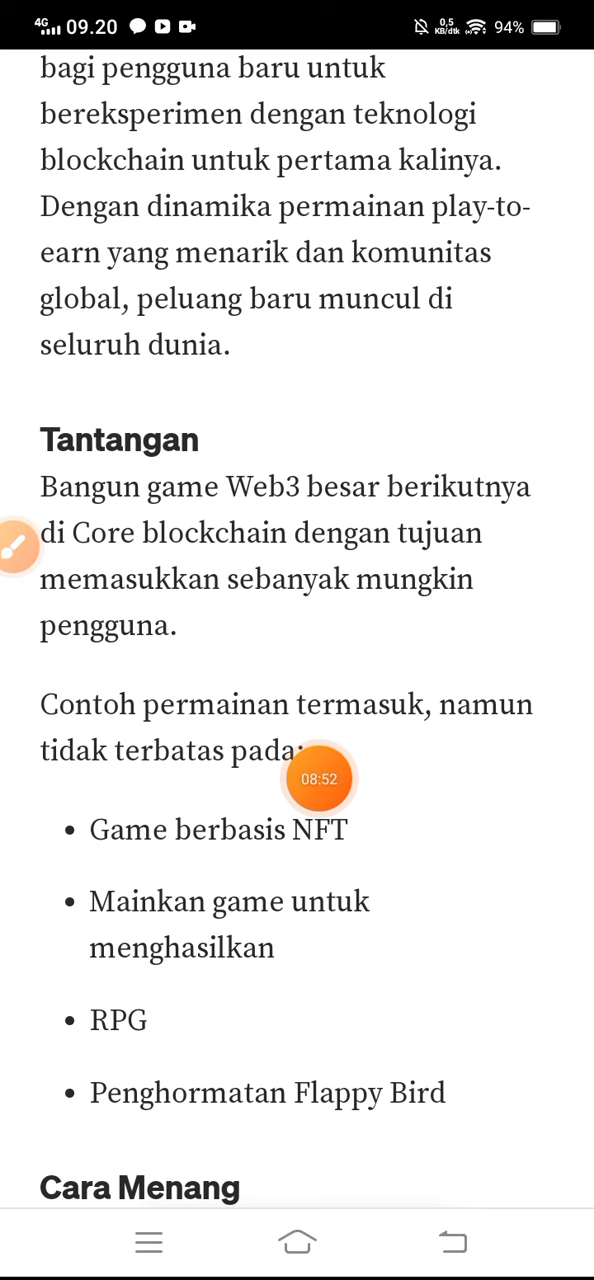 4G 09.20 0,5 KB/dtk 94%
bagi pengguna baru untuk
bereksperimen dengan teknologi
blockchain untuk pertama kalinya.
Dengan dinamika permainan play-to-
earn yang menarik dan komunitas
global, peluang baru muncul di
seluruh dunia.
Tantangan
Bangun game Web3 besar berikutnya
di Core blockchain dengan tujuan
memasukkan sebanyak mungkin
pengguna.
Contoh permainan termasuk, namun
tidak terbatas pada:
08:52
• Game berbasis NFT
• Mainkan game untuk
menghasilkan
• RPG
• Penghormatan Flappy Bird
Cara Menang